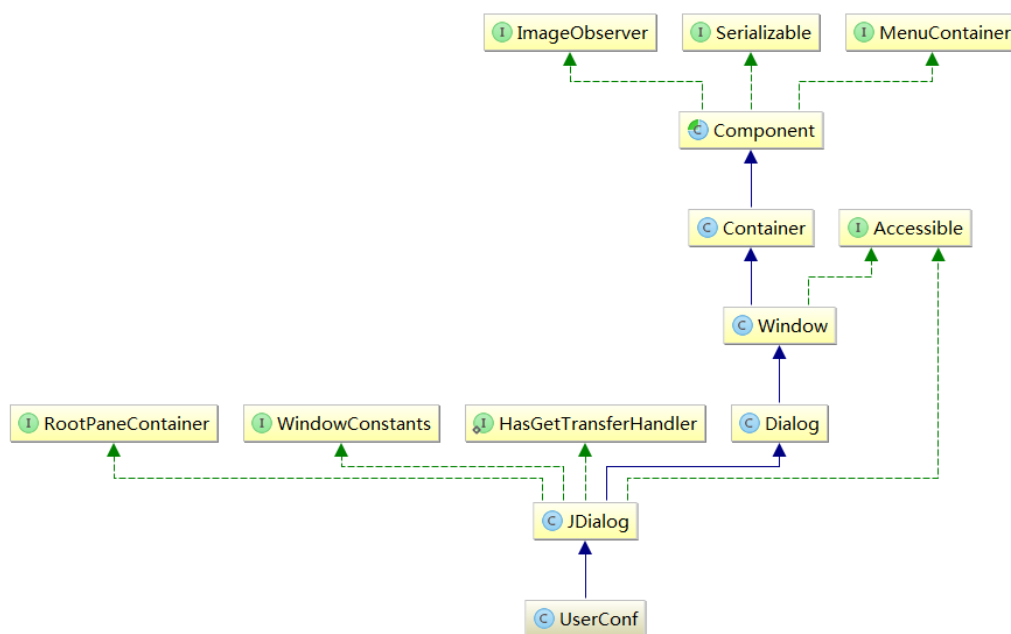 I ImageObserver
I Serializable
I MenuContainer
C Component
C Container
I Accessible
C Window
I RootPaneContainer
I WindowConstants
I HasGetTransferHandler
C Dialog
C JDialog
C UserConf